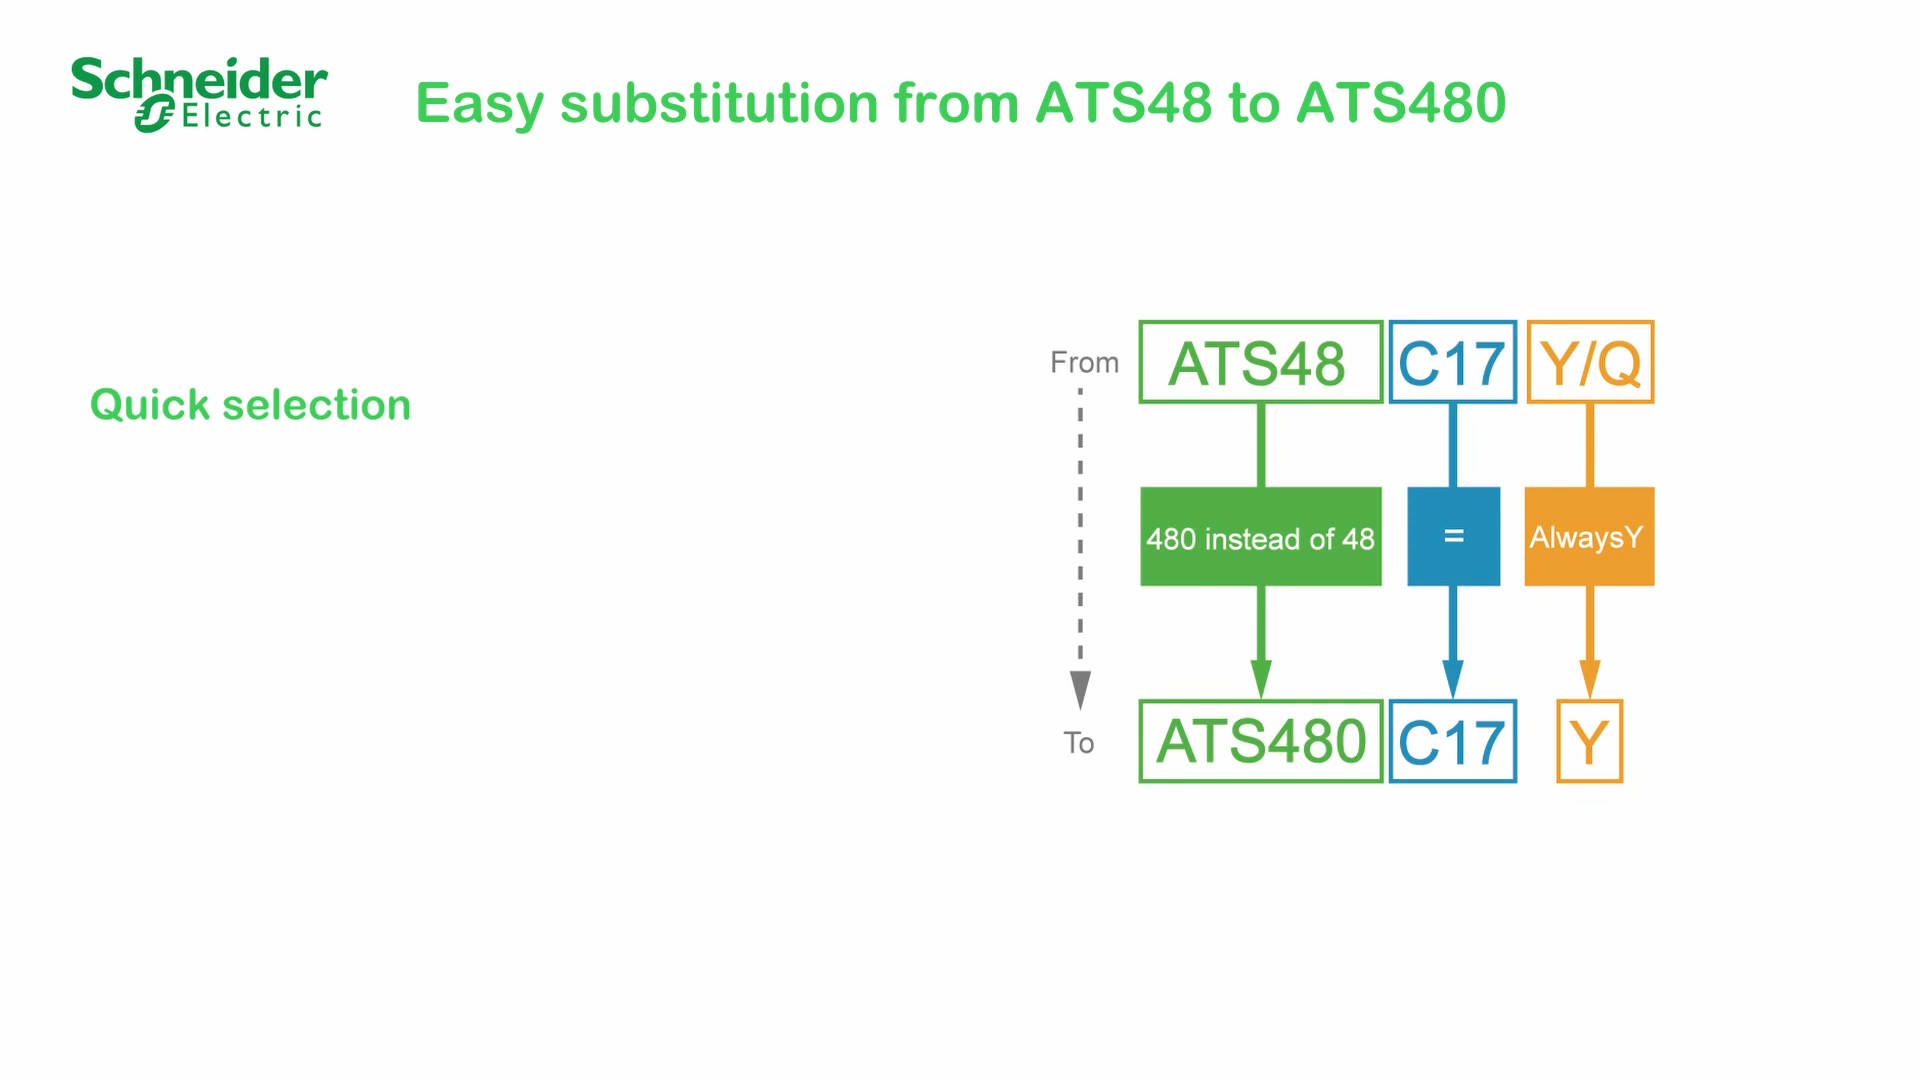 Schneider
Electric
Easy substitution from ATS48 to ATS480
Quick selection
From
ATS48 C17 Y/Q
480 instead of 48 = AlwaysY
To
ATS480 C17 Y